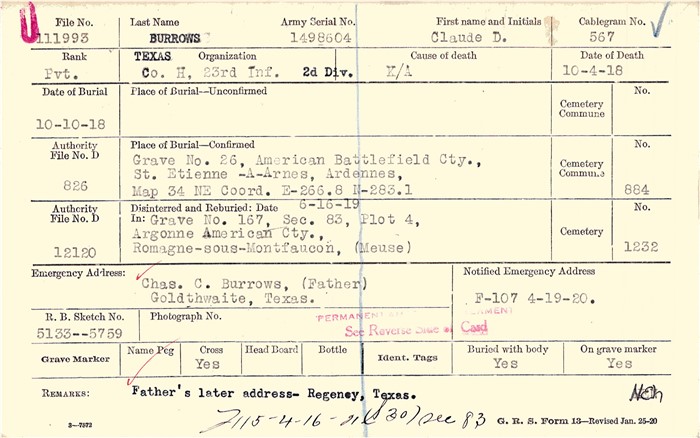 File No. Last Name Army Serial No. First name and Initials Cablegram No.
111993 BURROWS 1498604 Claude D. 567
Rank TEXAS Organization Cause of death Date of Death
Pvt. Co. H, 23rd Inf. 2d Div. K/A 10-4-18
Date of Burial Place of Burial—Unconfirmed No.
Cemetery
Commune
10-10-18
Authority Place of Burial—Confirmed No.
File No. D Grave No. 26, American Battlefield Cty.,
St. Etienne -A-Arnes, Ardennes, Cemetery
Commune
826 Map 34 NE Coord. E-266.8 N-283.1 884
Authority Disinterred and Reburied: Date 6-16-19 No.
File No. D In: Grave No. 167, Sec. 83, Plot 4,
Argonne American Cty., Cemetery
12120 Romagne-sous-Montfaucon, (Meuse) 1232
Emergency Address: Notified Emergency Address
Chas. C. Burrows, (Father)
Goldthwaite, Texas. F-107 4-19-20.
R. B. Sketch No. Photograph No. PERMANENT
5133--5759 See Reverse Side of Card
Grave Marker Name Peg Cross Head Board Bottle Ident. Tags Buried with body On grave marker
Yes Yes Yes
REMARKS: Father's later address- Regency, Texas.
sec 83
3—7572 G. R. S. Form 13—Revised Jan. 25-20